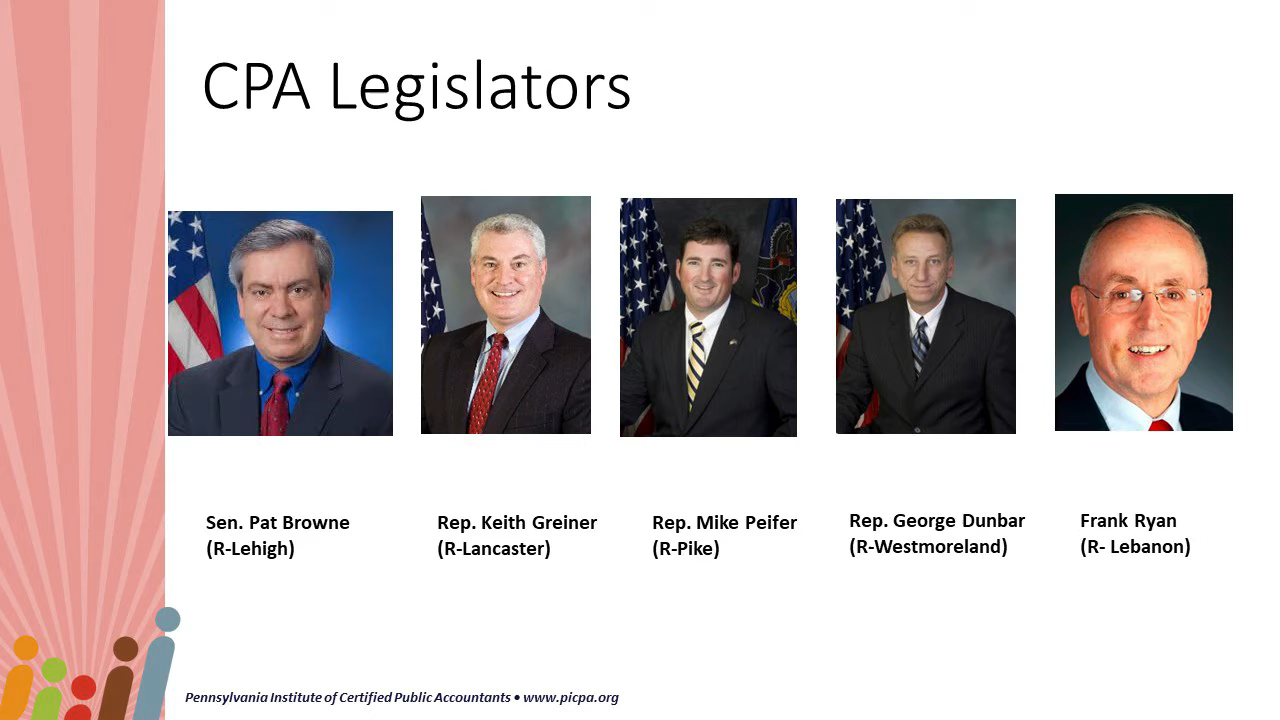 CPA Legislators
Sen. Pat Browne
(R-Lehigh)
Rep. Keith Greiner
(R-Lancaster)
Rep. Mike Peifer
(R-Pike)
Rep. George Dunbar
(R-Westmoreland)
Frank Ryan
(R- Lebanon)
Pennsylvania Institute of Certified Public Accountants • www.picpa.org